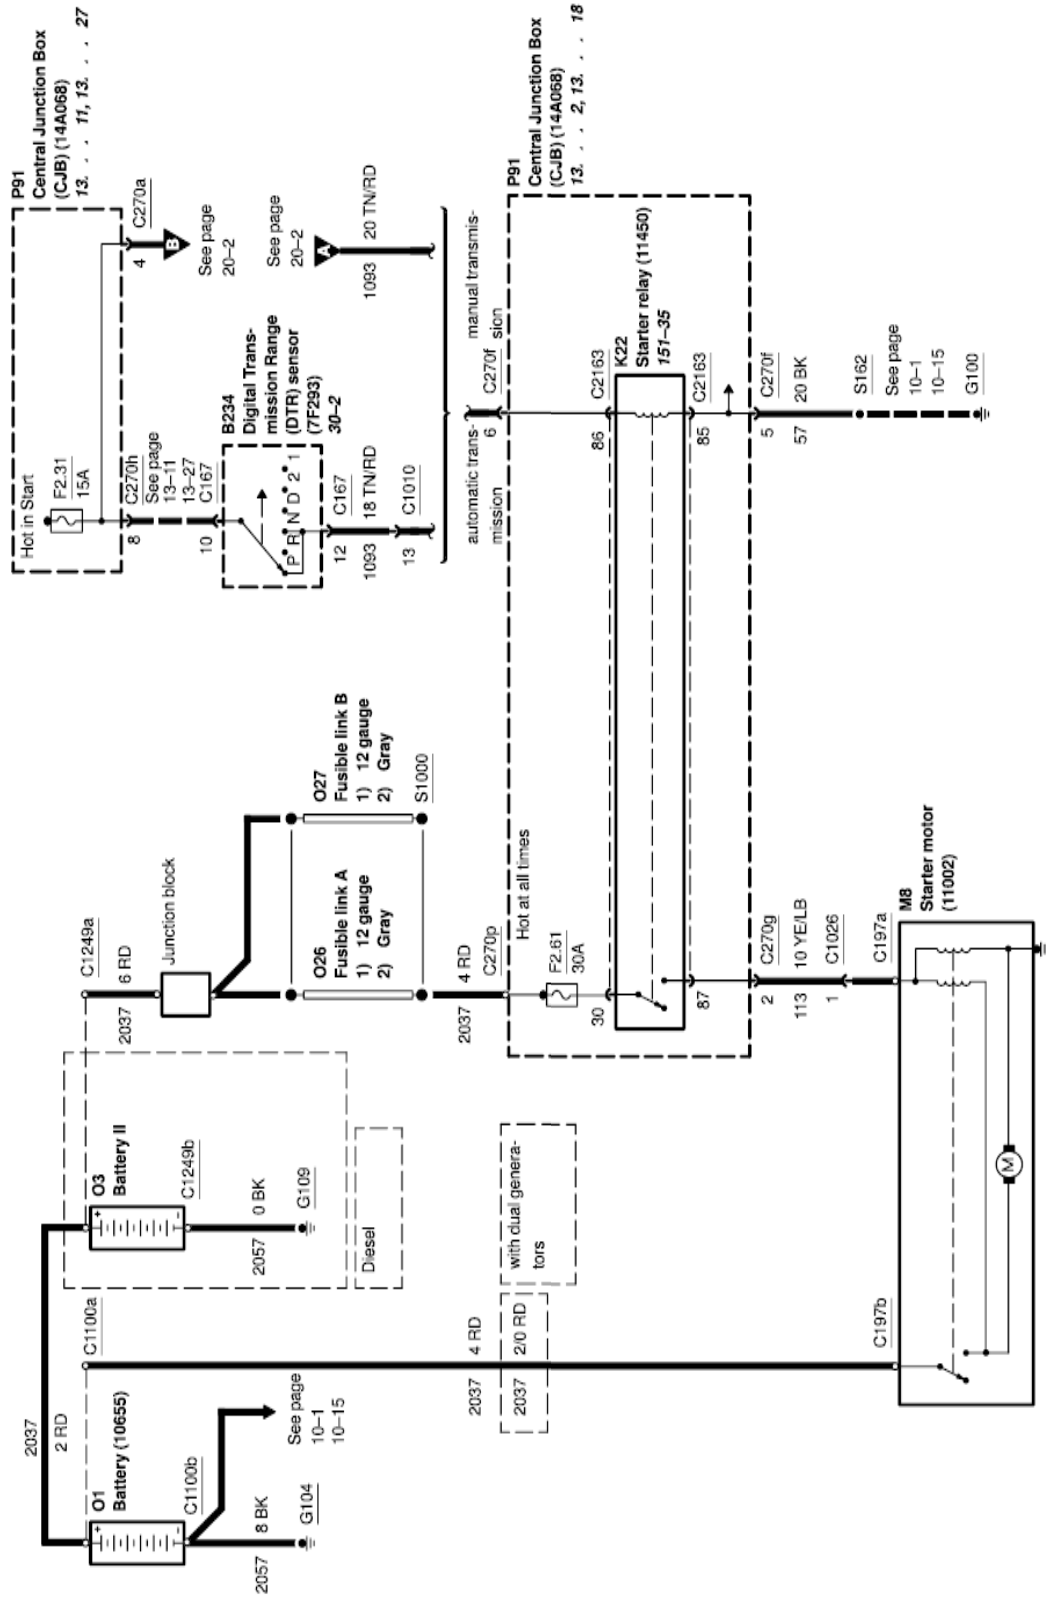 O1
Battery (10655)
2037
2 RD
C1100b
2057
8 BK
G104
See page
10–1
10–15
C1100a
O3
Battery II
C1249b
2057
0 BK
G109
Diesel
2037
4 RD
2037
2/0 RD
with dual genera-
tors
C197b
C1249a
2037
6 RD
Junction block
O26
Fusible link A
1) 12 gauge
2) Gray
O27
Fusible link B
1) 12 gauge
2) Gray
S1000
2037
4 RD
C270p
Hot at all times
F2.61
30A
30
87
2
C270g
113
10 YE/LB
1
C1026
C197a
M8
Starter motor
(11002)
M
Hot in Start
F2.31
15A
P91
Central Junction Box
(CJB) (14A068)
13. . . 11, 13. . . 27
8
C270h
See page
13–11
13–27
10
C167
4
C270a
B
See page
20–2
B234
Digital Trans-
mission Range
(DTR) sensor
(7F293)
30–2
P R N D 2 1
12
C167
1093
18 TN/RD
13
C1010
See page
20–2
A
1093
20 TN/RD
automatic trans-
mission
manual transmis-
sion
6
C270f
P91
Central Junction Box
(CJB) (14A068)
13. . . 2, 13. . . 18
86
C2163
K22
Starter relay (11450)
151–35
85
C2163
5
C270f
57
20 BK
S162
See page
10–1
10–15
G100